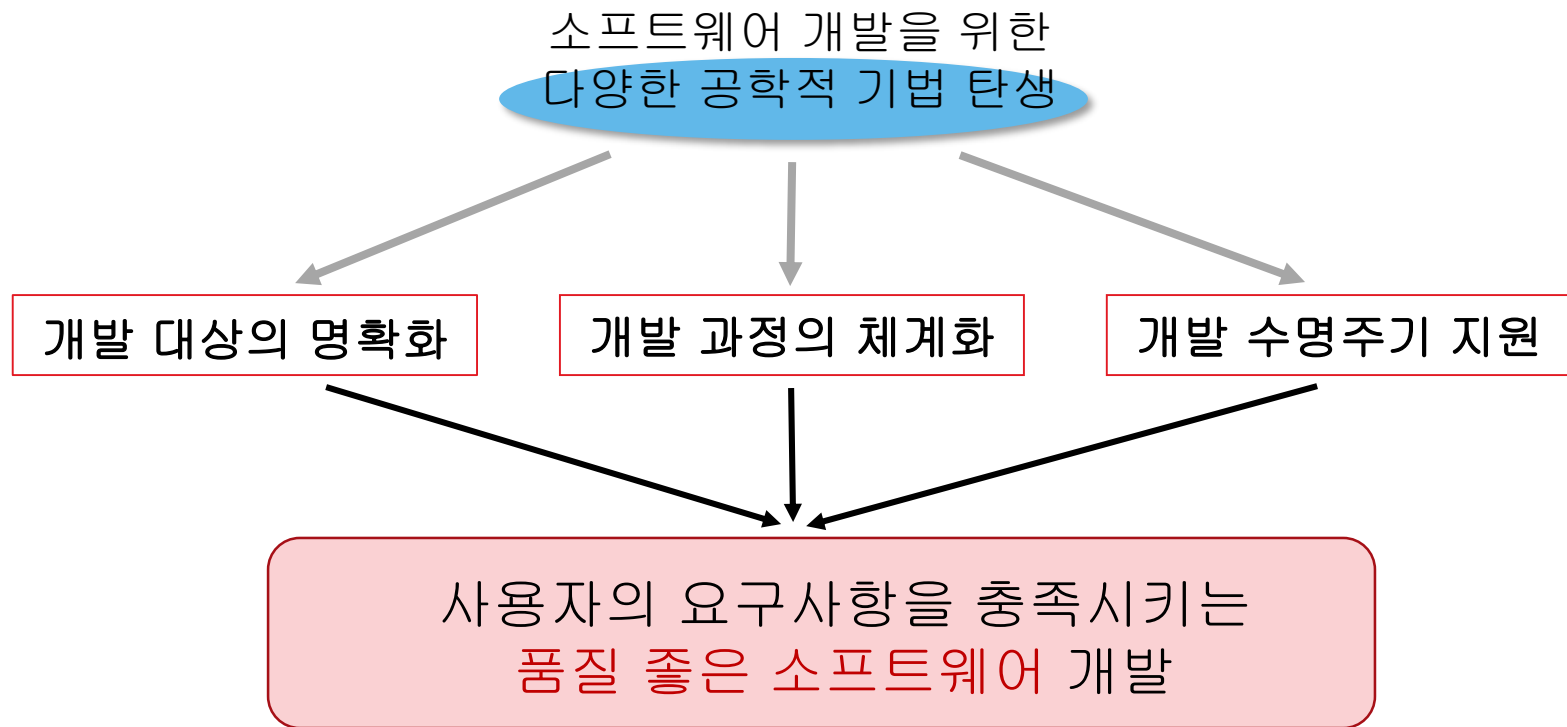 소프트웨어 개발을 위한
다양한 공학적 기법 탄생
개발 대상의 명확화
개발 과정의 체계화
개발 수명주기 지원
사용자의 요구사항을 충족시키는
품질 좋은 소프트웨어 개발